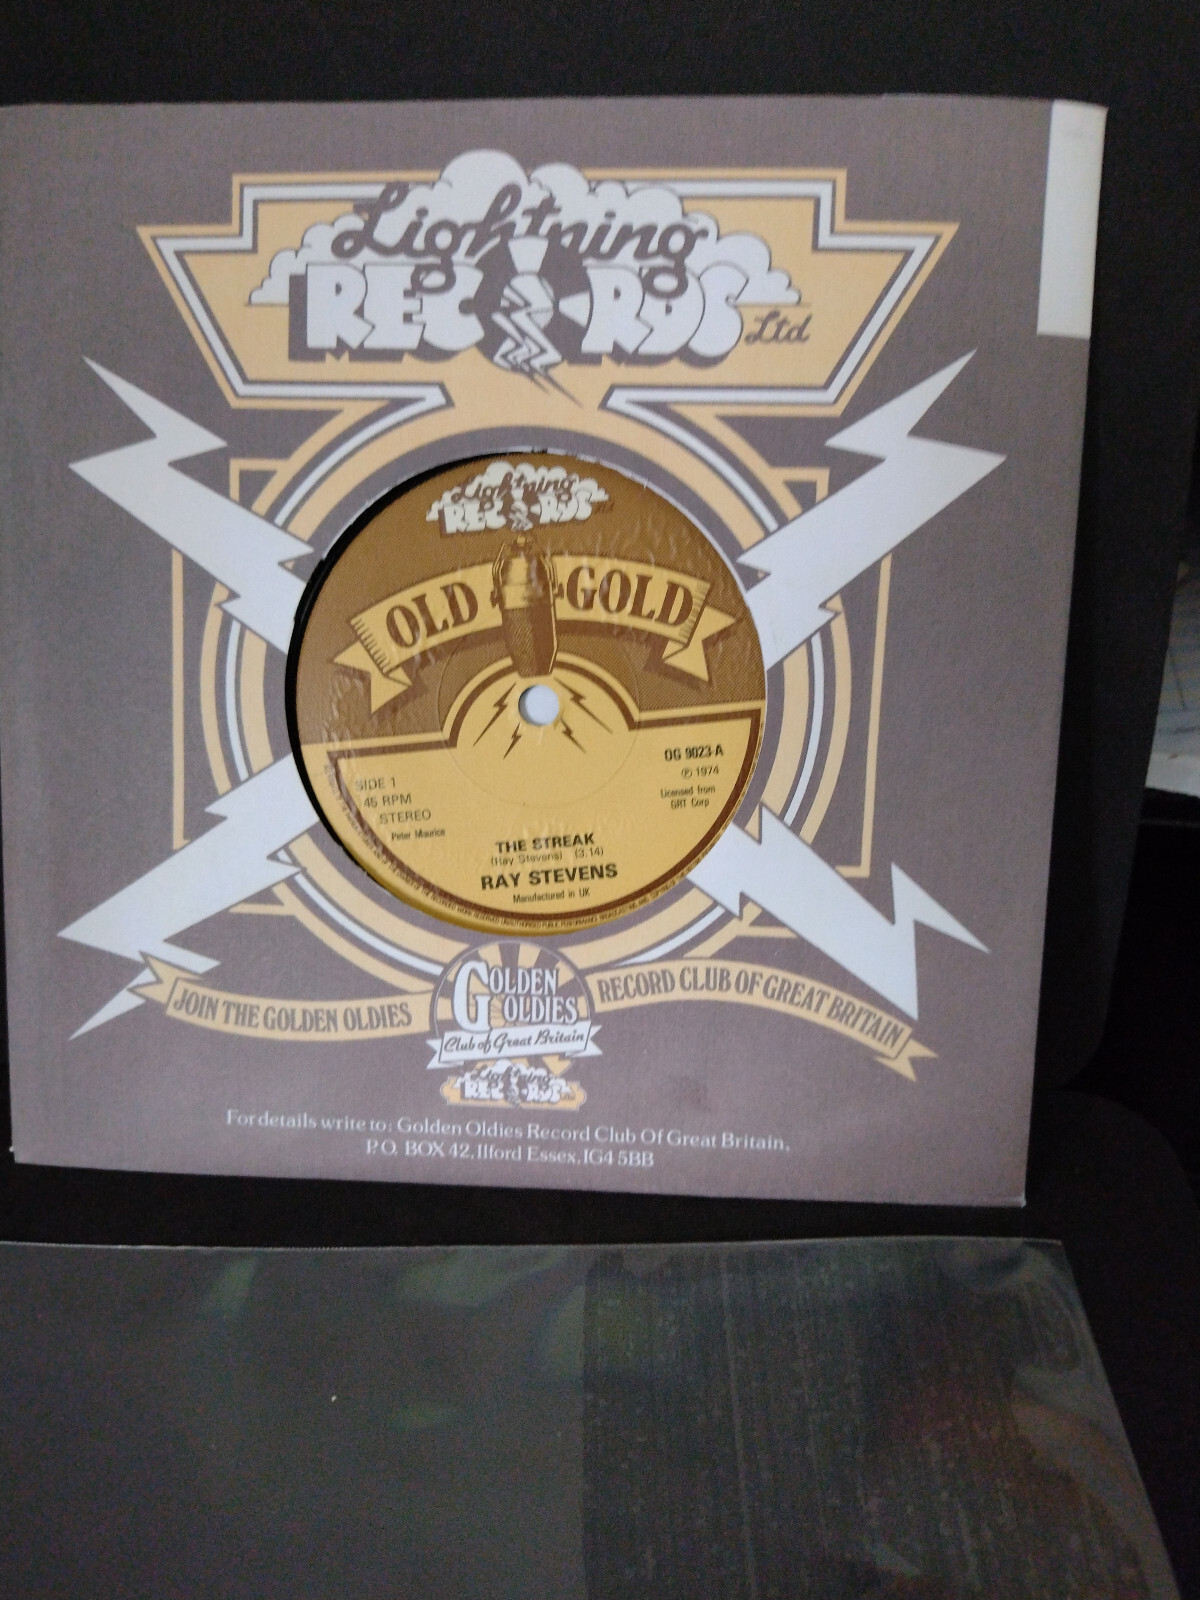 Lightning
RECORDS Ltd
Lightning
RECORDS Ltd
OLD GOLD
OG 9023-A
℗ 1974
Licensed from
GRT Corp
SIDE 1
45 RPM
STEREO
Peter Maurice
THE STREAK
(Ray Stevens) (3.14)
RAY STEVENS
Manufactured in UK
JOIN THE GOLDEN OLDIES
GOLDEN
OLDIES
Club of Great Britain
RECORD CLUB OF GREAT BRITAIN
Lightning
RECORDS
For details write to: Golden Oldies Record Club Of Great Britain,
P.O. BOX 42, Ilford Essex, IG4 5BB